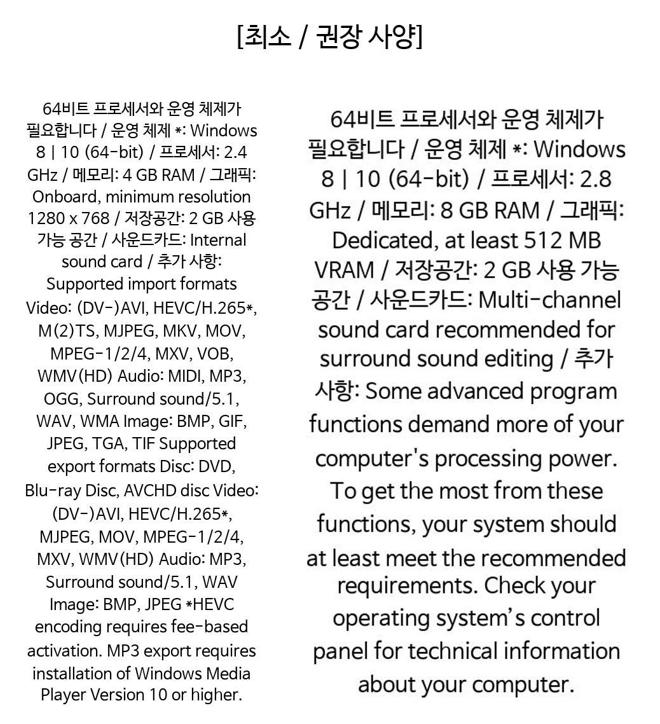 [최소 / 권장 사양]
64비트 프로세서와 운영 체제가
필요합니다 / 운영 체제 *: Windows
8 | 10 (64-bit) / 프로세서: 2.4
GHz / 메모리: 4 GB RAM / 그래픽:
Onboard, minimum resolution
1280 x 768 / 저장공간: 2 GB 사용
가능 공간 / 사운드카드: Internal
sound card / 추가 사항:
Supported import formats
Video: (DV-)AVI, HEVC/H.265*,
M(2)TS, MJPEG, MKV, MOV,
MPEG-1/2/4, MXV, VOB,
WMV(HD) Audio: MIDI, MP3,
OGG, Surround sound/5.1,
WAV, WMA Image: BMP, GIF,
JPEG, TGA, TIF Supported
export formats Disc: DVD,
Blu-ray Disc, AVCHD disc Video:
(DV-)AVI, HEVC/H.265*,
MJPEG, MOV, MPEG-1/2/4,
MXV, WMV(HD) Audio: MP3,
Surround sound/5.1, WAV
Image: BMP, JPEG *HEVC
encoding requires fee-based
activation. MP3 export requires
installation of Windows Media
Player Version 10 or higher.
64비트 프로세서와 운영 체제가
필요합니다 / 운영 체제 *: Windows
8 | 10 (64-bit) / 프로세서: 2.8
GHz / 메모리: 8 GB RAM / 그래픽:
Dedicated, at least 512 MB
VRAM / 저장공간: 2 GB 사용 가능
공간 / 사운드카드: Multi-channel
sound card recommended for
surround sound editing / 추가
사항: Some advanced program
functions demand more of your
computer's processing power.
To get the most from these
functions, your system should
at least meet the recommended
requirements. Check your
operating system’s control
panel for technical information
about your computer.